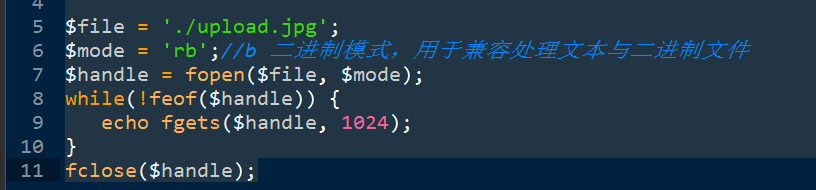 4
5 $file = './upload.jpg';
6 $mode = 'rb';//b 二进制模式，用于兼容处理文本与二进制文件
7 $handle = fopen($file, $mode);
8 while(!feof($handle)) {
9    echo fgets($handle, 1024);
10 }
11 fclose($handle);